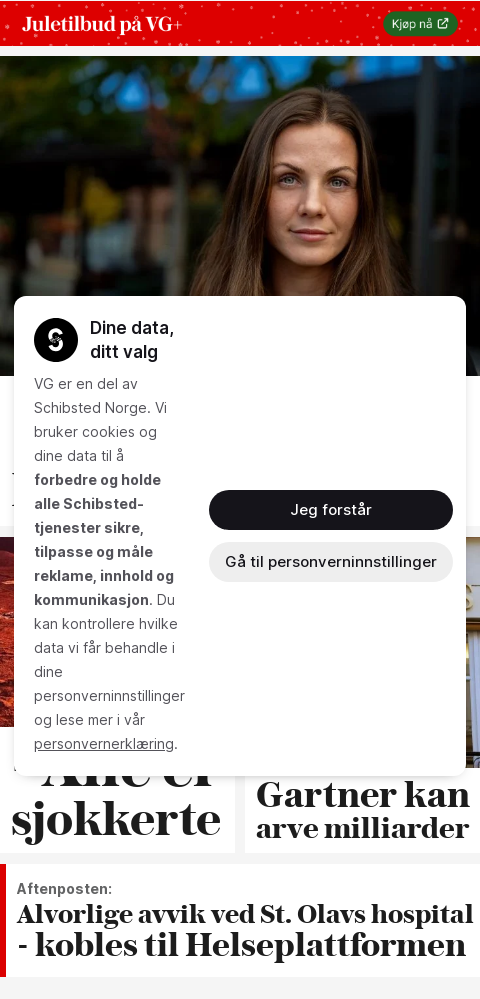 Juletilbud på VG+
Kjøp nå
Dine data,
ditt valg
VG er en del av
Schibsted Norge. Vi
bruker cookies og
dine data til å
forbedre og holde
alle Schibsted-
tjenester sikre,
tilpasse og måle
reklame, innhold og
kommunikasjon. Du
kan kontrollere hvilke
data vi får behandle i
dine
personverninnstillinger
og lese mer i vår
personvernerklæring.
Jeg forstår
Gå til personverninnstillinger
sjokkerte
Gartner kan
arve milliarder
Aftenposten:
Alvorlige avvik ved St. Olavs hospital
- kobles til Helseplattformen